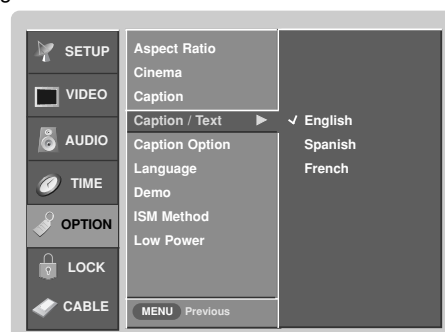 SETUP
VIDEO
AUDIO
TIME
OPTION
LOCK
CABLE
Aspect Ratio
Cinema
Caption
Caption / Text ▶
Caption Option
Language
Demo
ISM Method
Low Power
MENU Previous
✓ English
Spanish
French